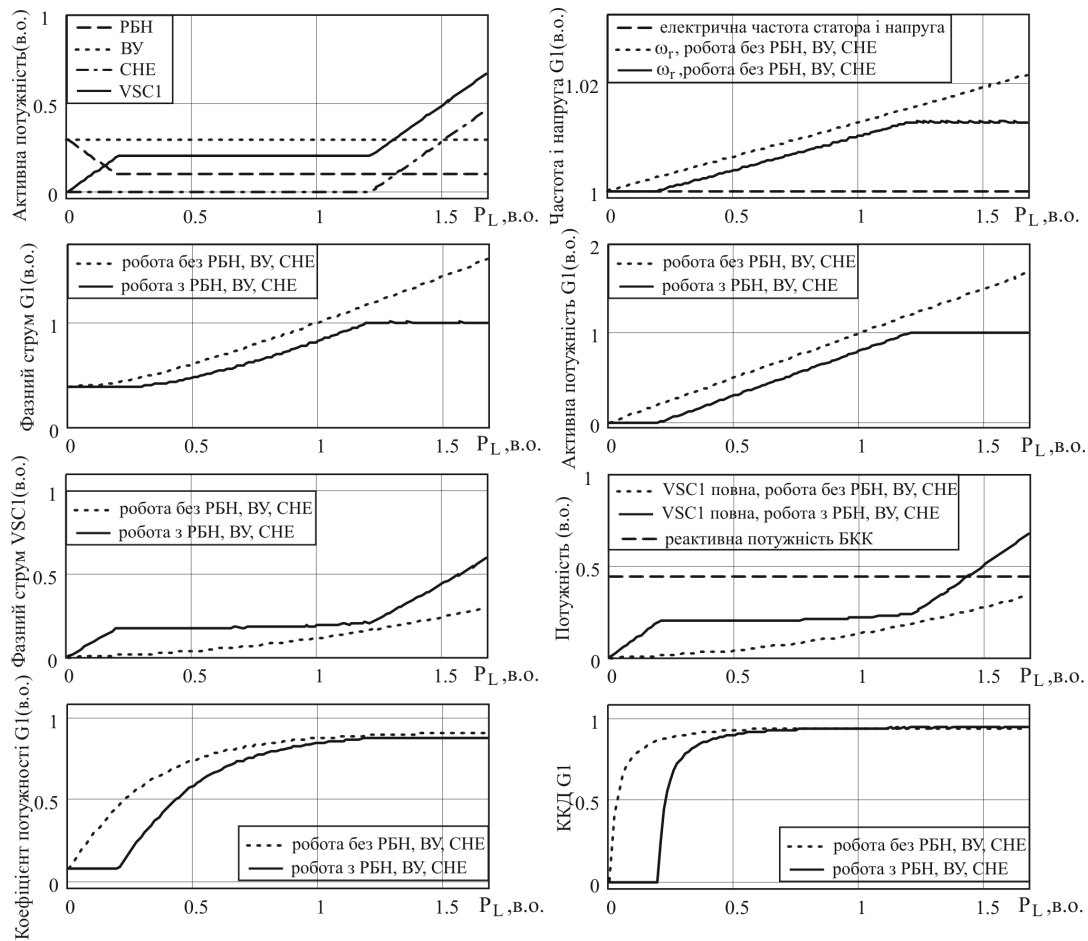 Активна потужність(в.о.)
1
0.5
0
РБН
ВУ
СНЕ
VSC1
0
0.5
1
1.5
P_L ,в.о.
Частота і напруга G1(в.о.)
1.02
1
електрична частота статора і напруга
ω_r, робота без РБН, ВУ, СНЕ
ω_r ,робота без РБН, ВУ, СНЕ
0
0.5
1
1.5
P_L ,в.о.
Фазний струм G1(в.о.)
1
0
робота без РБН, ВУ, СНЕ
робота з РБН, ВУ, СНЕ
0
0.5
1
1.5
P_L ,в.о.
Активна потужність G1(в.о.)
2
1
0
робота без РБН, ВУ, СНЕ
робота з РБН, ВУ, СНЕ
0
0.5
1
1.5
P_L ,в.о.
Фазний струм VSC1(в.о.)
1
0.5
0
робота без РБН, ВУ, СНЕ
робота з РБН, ВУ, СНЕ
0
0.5
1
1.5
P_L ,в.о.
Потужність (в.о.)
1
0.5
0
VSC1 повна, робота без РБН, ВУ, СНЕ
VSC1 повна, робота з РБН, ВУ, СНЕ
реактивна потужність БКК
0
0.5
1
1.5
P_L ,в.о.
Коефіцієнт потужності G1(в.о.)
1
0.5
0
робота без РБН, ВУ, СНЕ
робота з РБН, ВУ, СНЕ
0
0.5
1
1.5
P_L ,в.о.
ККД G1
1
0.5
0
робота без РБН, ВУ, СНЕ
робота з РБН, ВУ, СНЕ
0
0.5
1
1.5
P_L ,в.о.